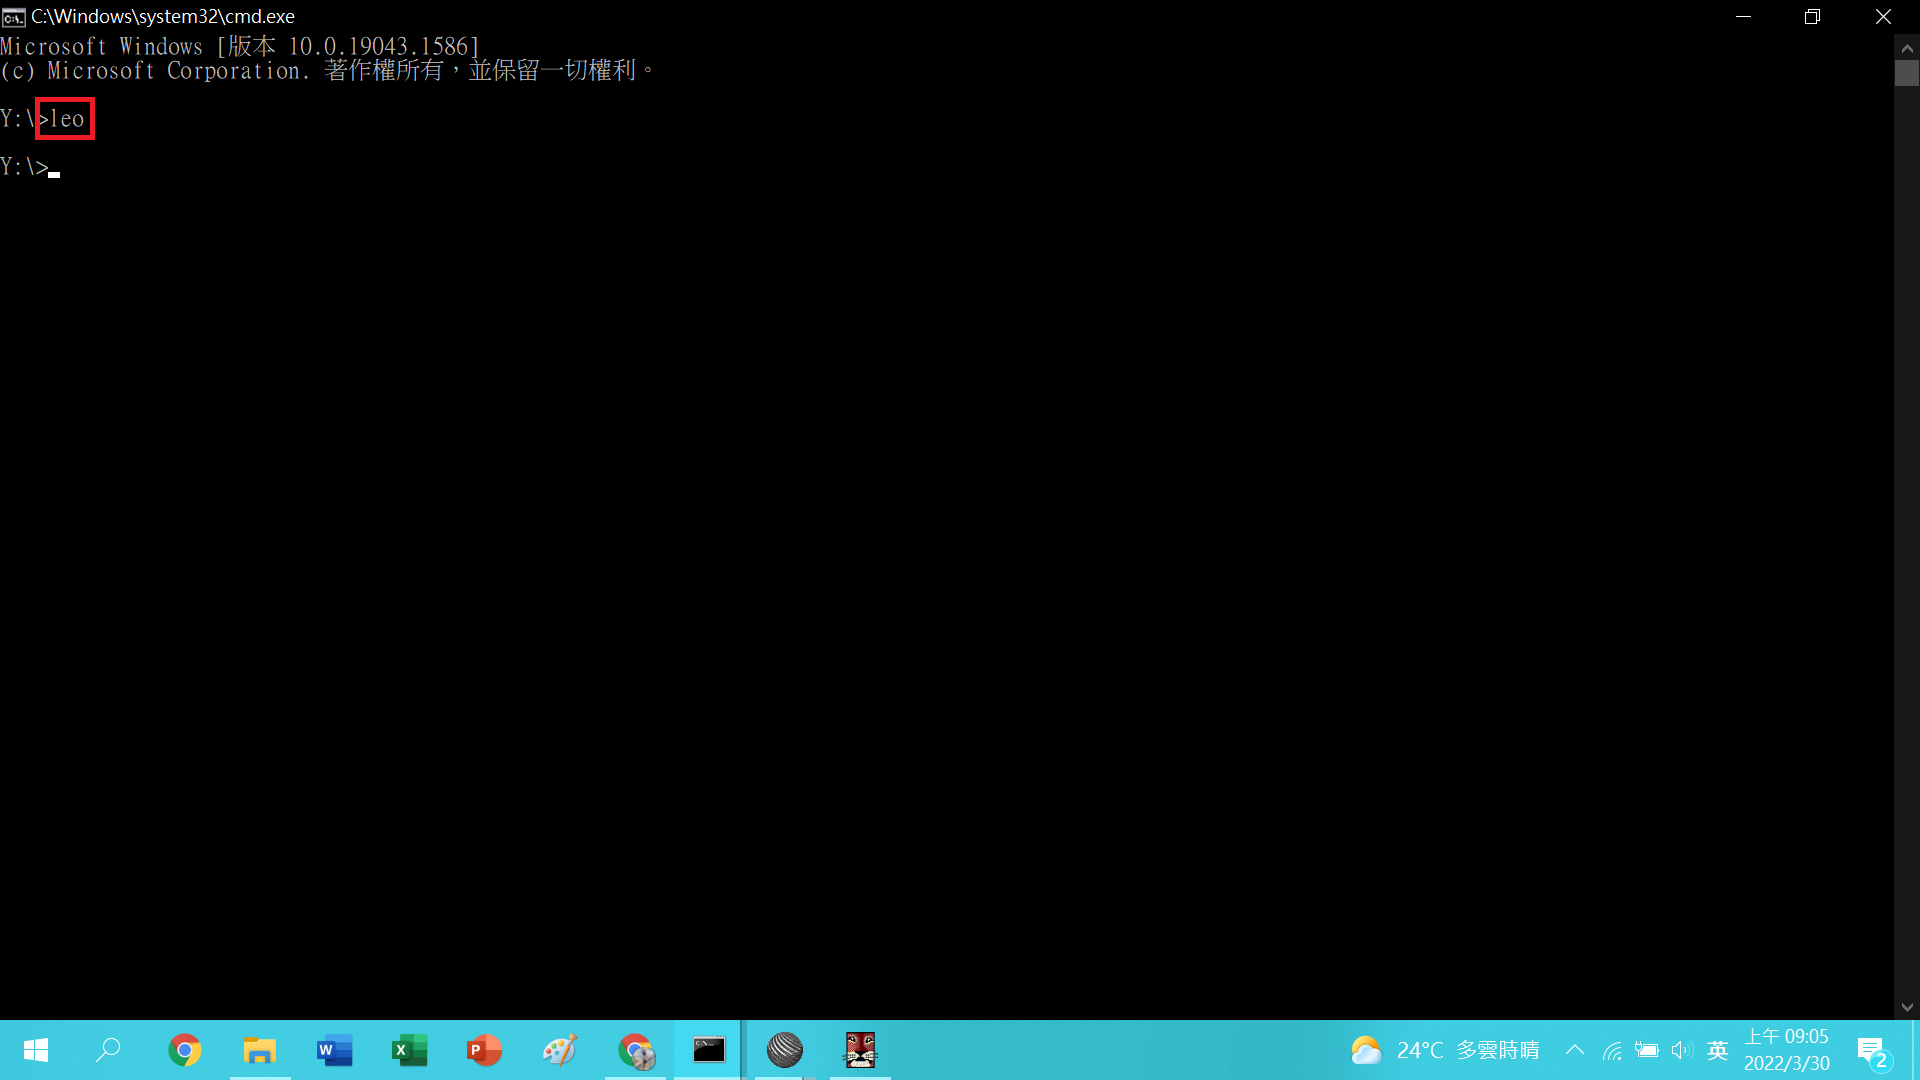 C:\Windows\system32\cmd.exe
Microsoft Windows [版本 10.0.19043.1586]
(c) Microsoft Corporation. 著作權所有，並保留一切權利。
Y:\>leo
Y:\>
24°C 多雲時晴
英
上午 09:05
2022/3/30
2